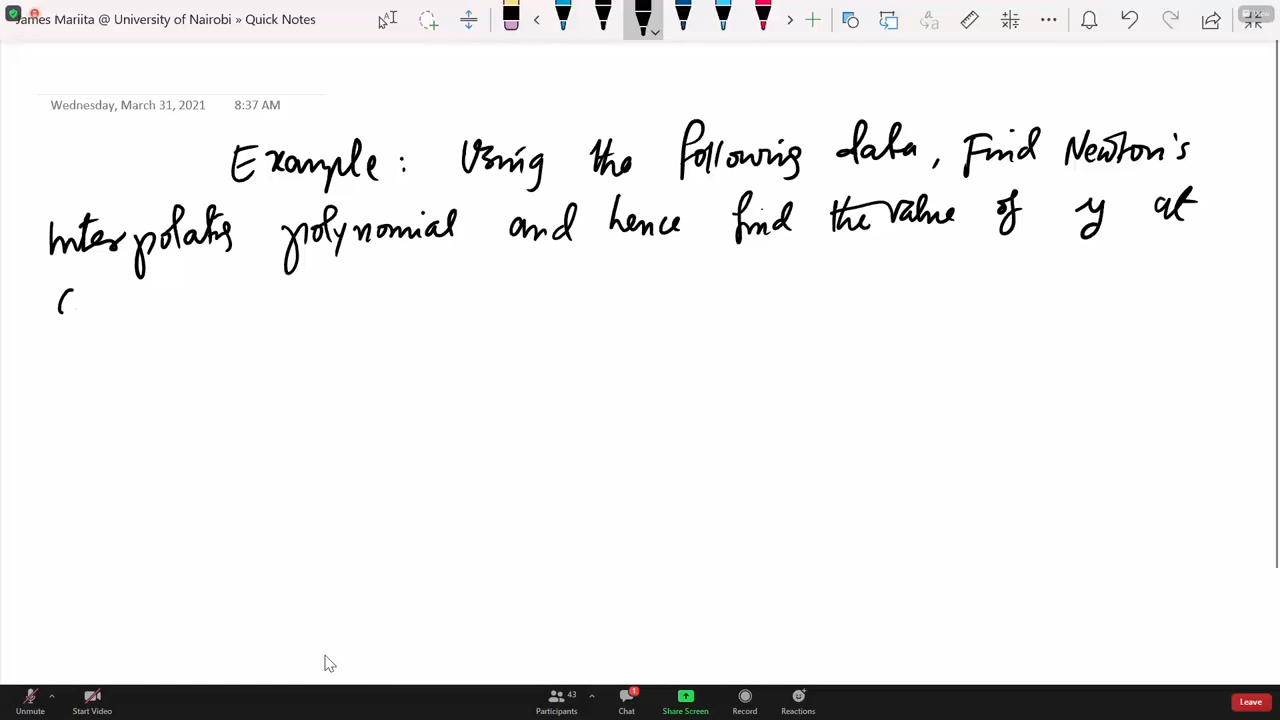 James Mariita @ University of Nairobi » Quick Notes
View
Wednesday, March 31, 2021 8:37 AM
Example: Using the following data, Find Newton's
Interpolating polynomial and hence find the value of y at
(
Unmute Start Video Participants 43 Chat 1 Share Screen Record Reactions Leave